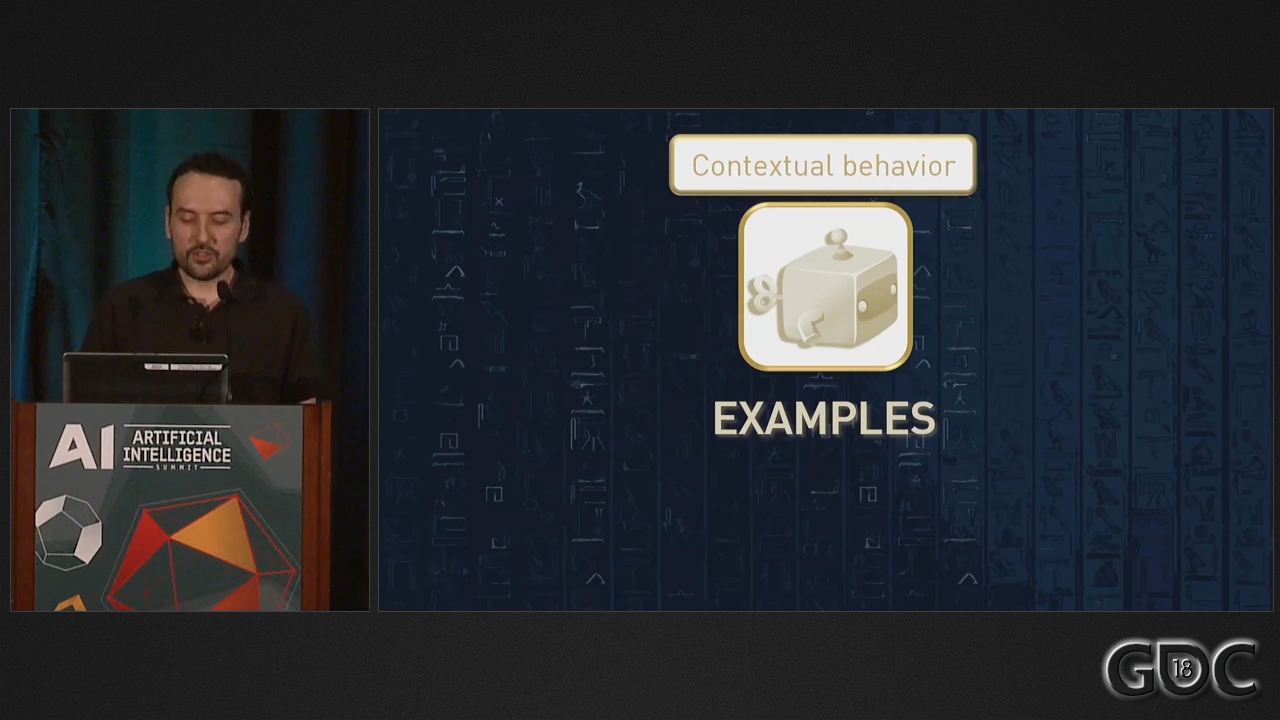 Contextual behavior
EXAMPLES
AI
ARTIFICIAL
INTELLIGENCE
SUMMIT
GDC
18